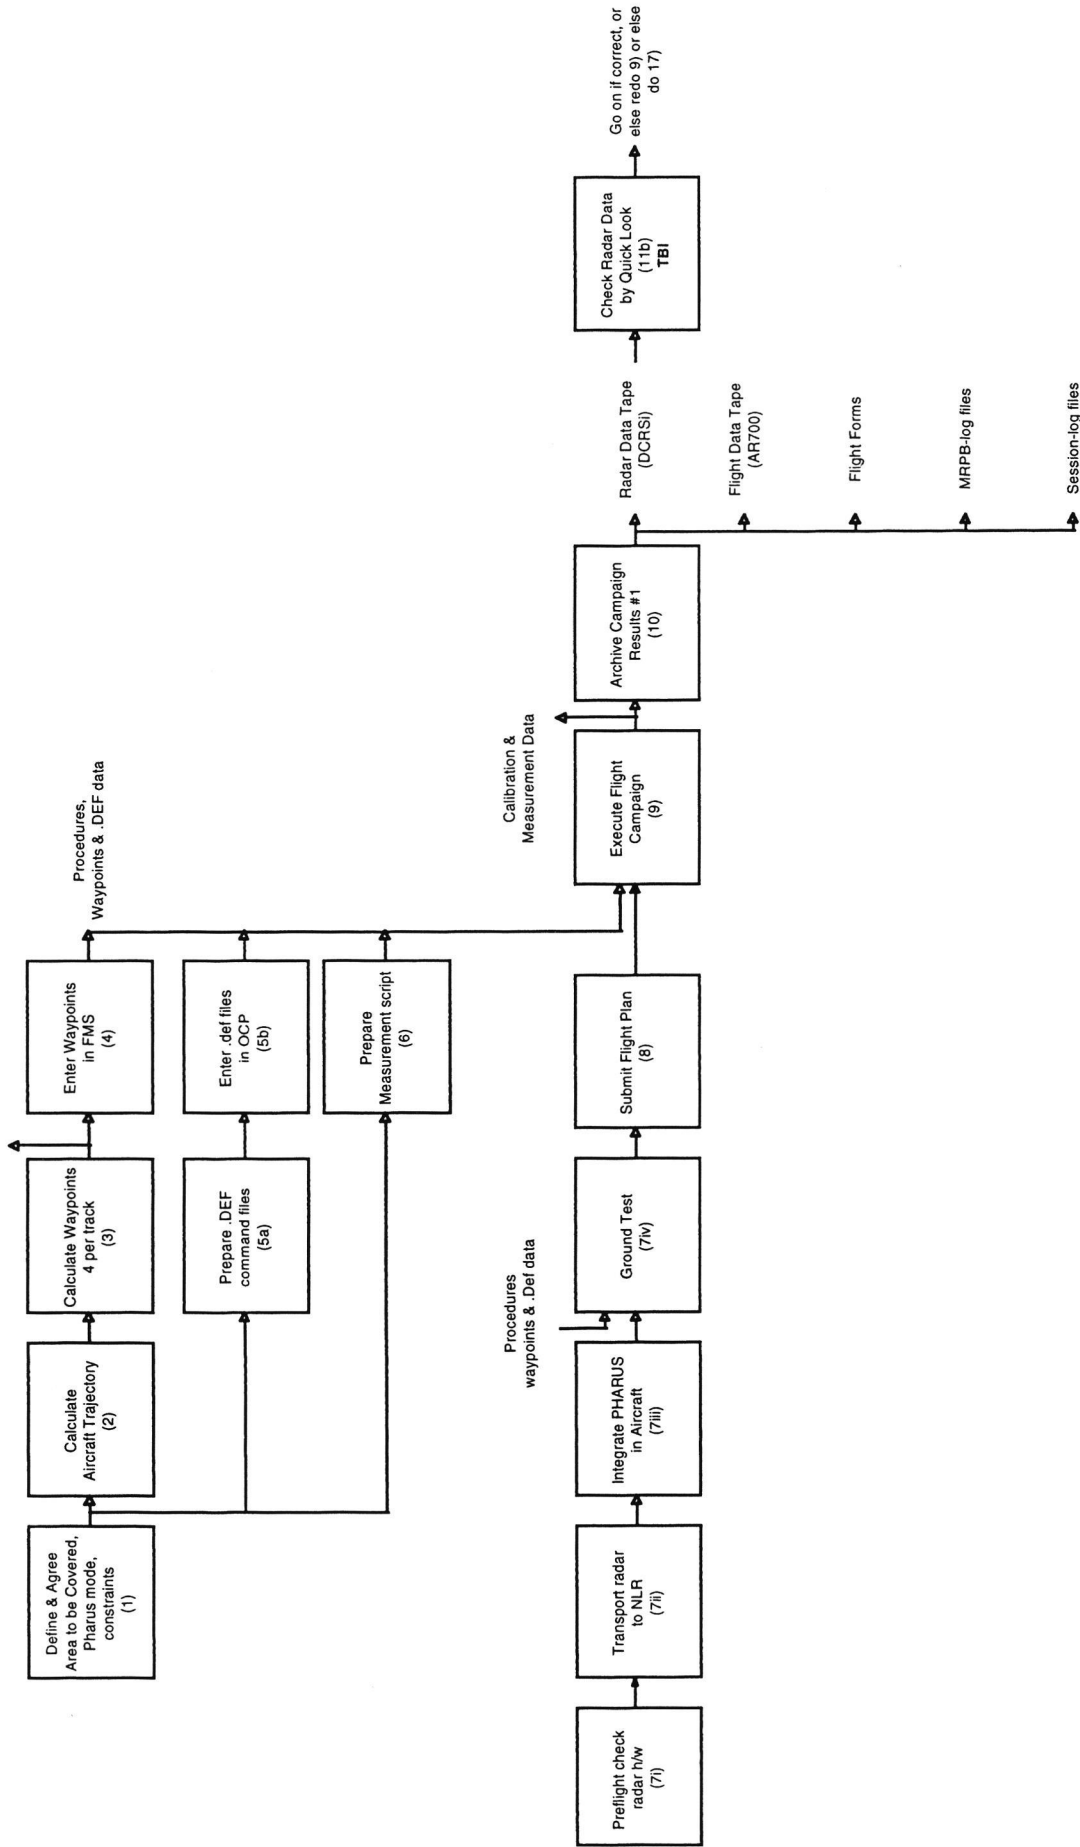 Define & Agree
Area to be Covered,
Pharus mode,
constraints
(1)
Calculate
Aircraft Trajectory
(2)
Calculate Waypoints
4 per track
(3)
Enter Waypoints
in FMS
(4)
Procedures,
Waypoints & .DEF data
Prepare .DEF
command files
(5a)
Enter .def files
in OCP
(5b)
Prepare
Measurement script
(6)
Preflight check
radar h/w
(7i)
Transport radar
to NLR
(7ii)
Integrate PHARUS
in Aircraft
(7iii)
Procedures
waypoints & .Def data
Ground Test
(7iv)
Submit Flight Plan
(8)
Execute Flight
Campaign
(9)
Calibration &
Measurement Data
Archive Campaign
Results #1
(10)
Radar Data Tape
(DCRSi)
Flight Data Tape
(AR700)
Flight Forms
MRPB-log files
Session-log files
Check Radar Data
by Quick Look
(11b)
TBI
Go on if correct, or
else redo 9) or else
do 17)